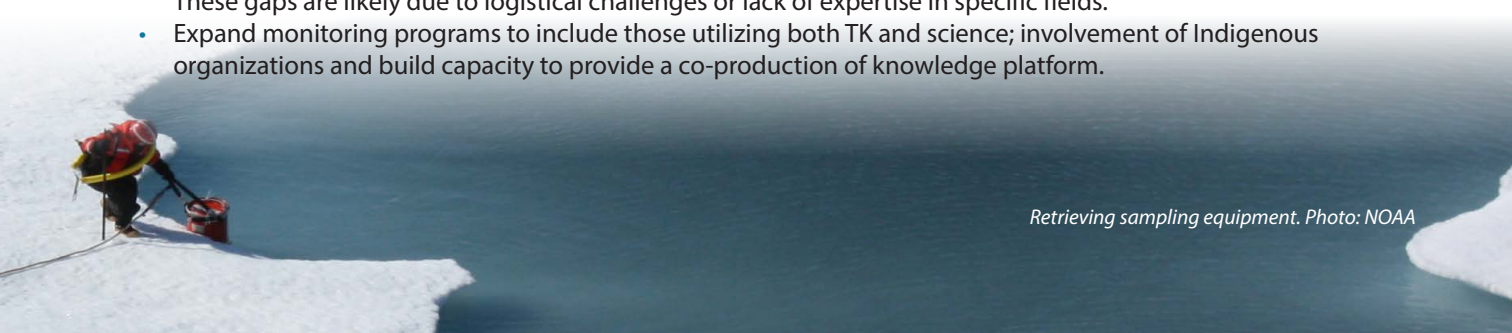 These gaps are likely due to logistical challenges or lack of expertise in specific fields.
• Expand monitoring programs to include those utilizing both TK and science; involvement of Indigenous
organizations and build capacity to provide a co-production of knowledge platform.
Retrieving sampling equipment. Photo: NOAA